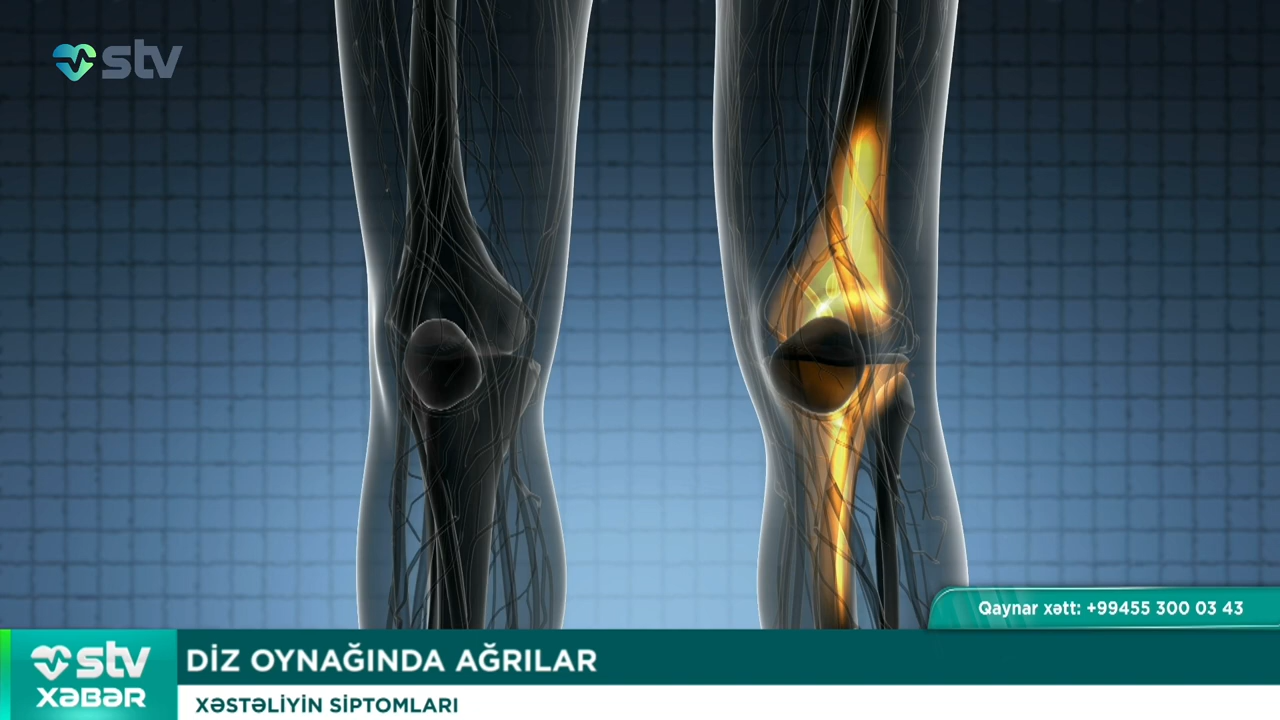 stv
Qaynar xətt: +99455 300 03 43
stv
XƏBƏR
DİZ OYNAĞINDA AĞRILAR
XƏSTƏLİYİN SİPTOMLARI